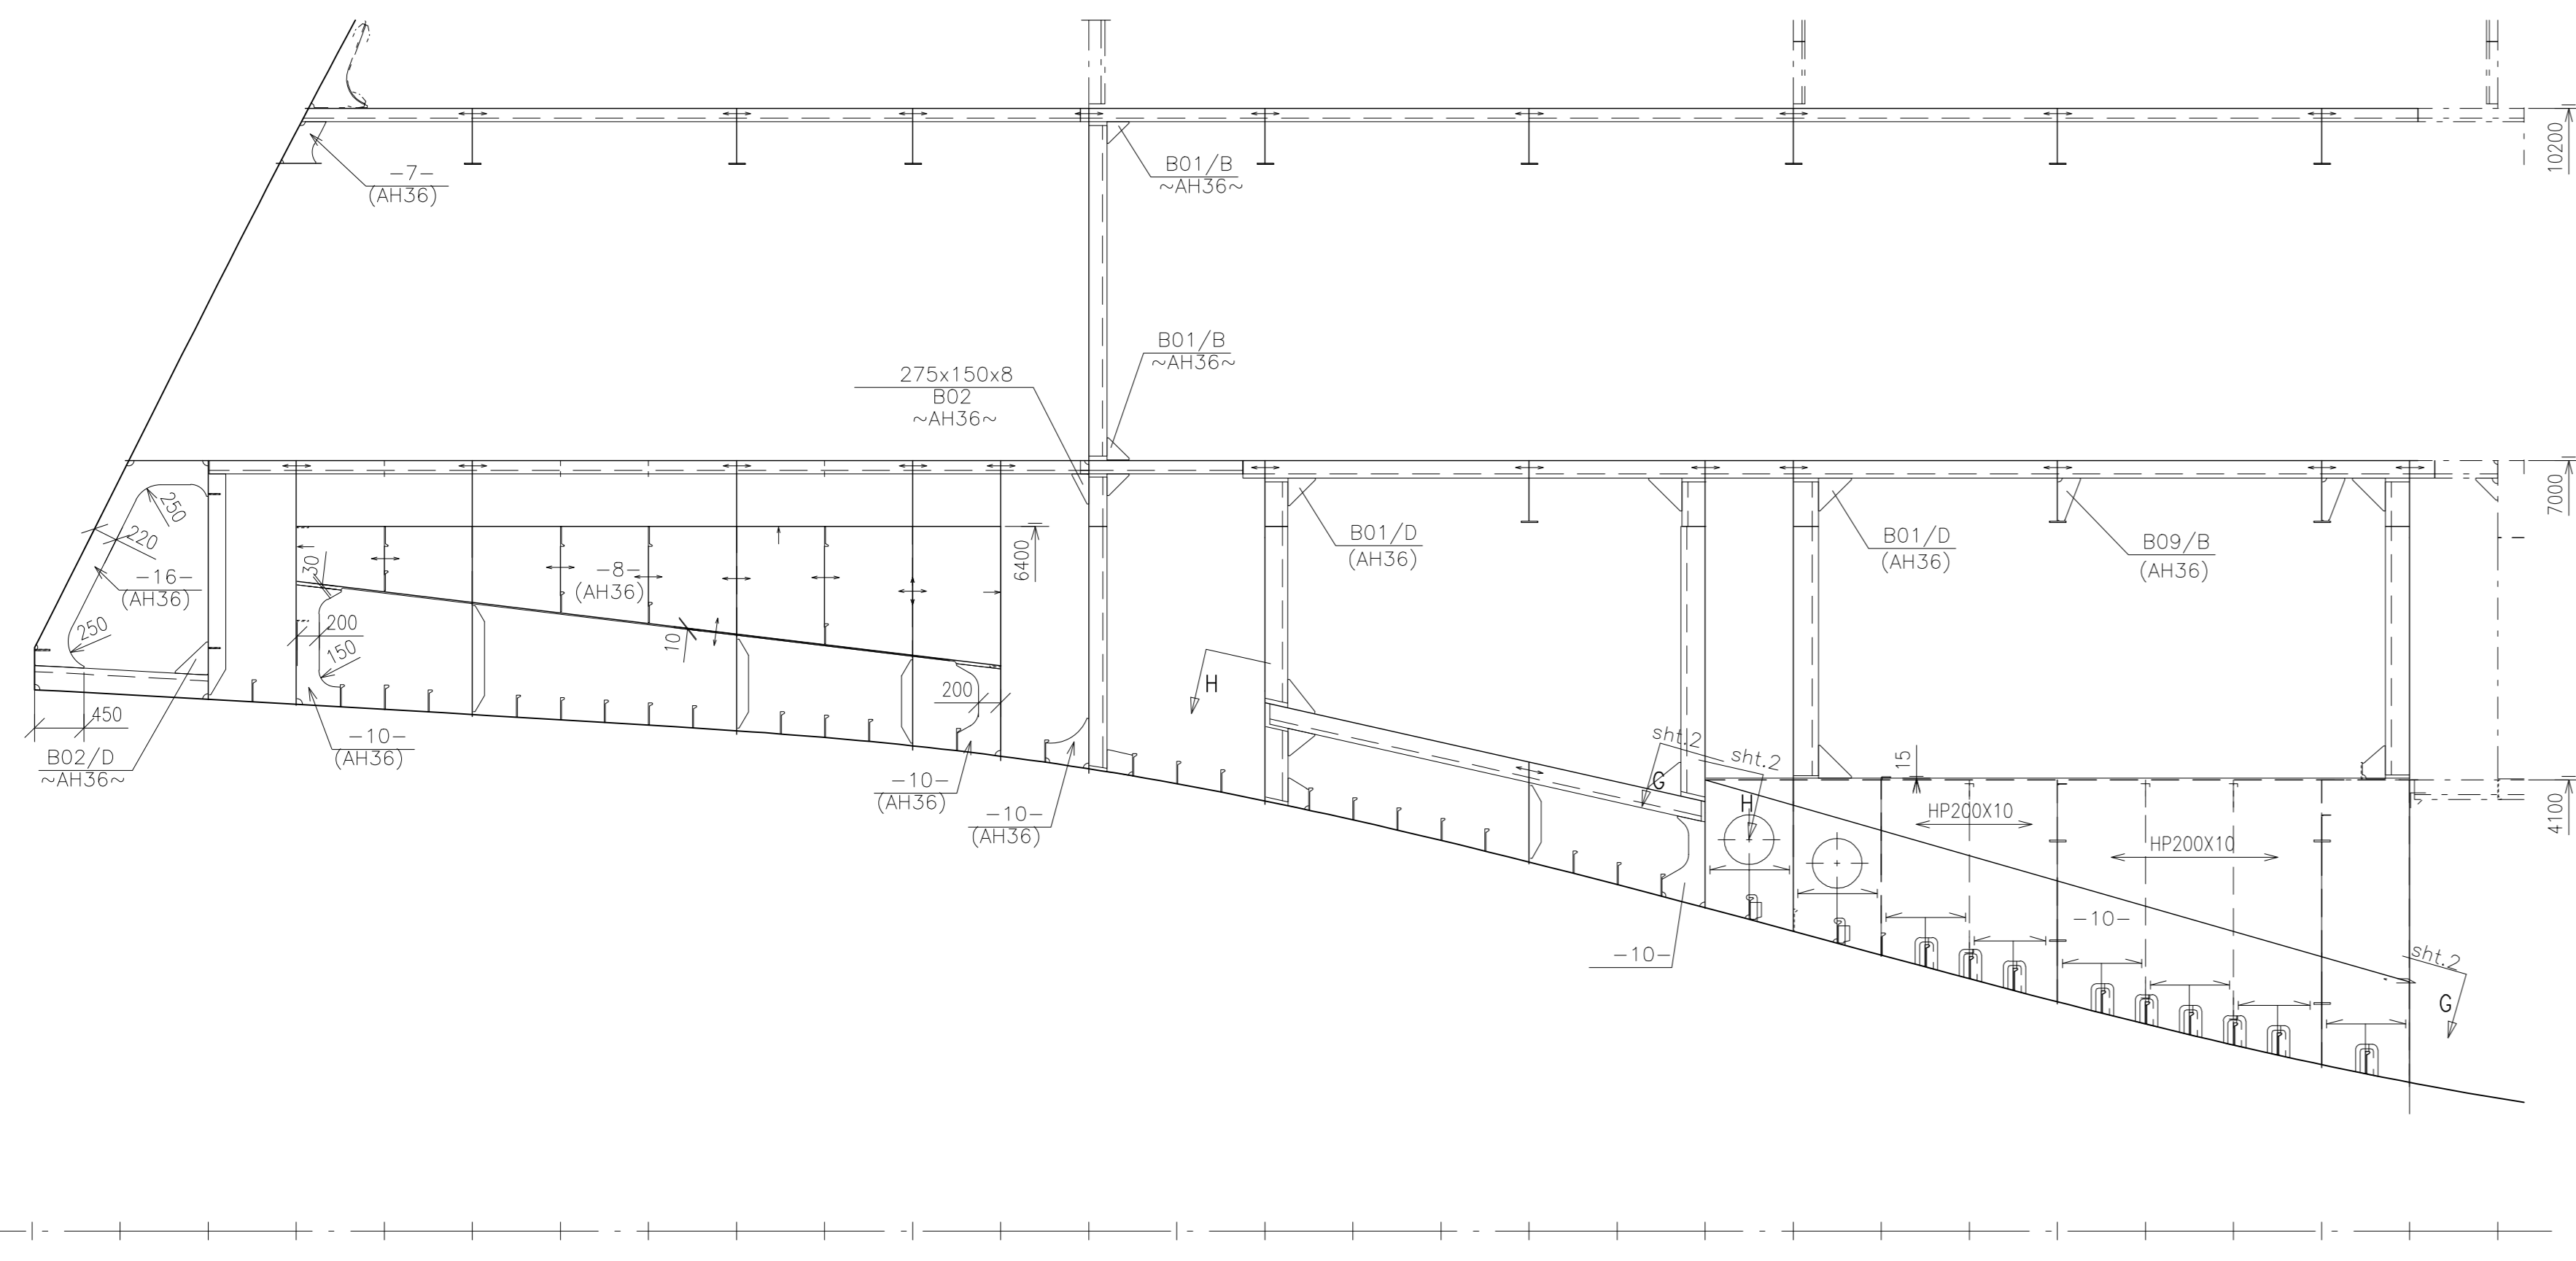 10200
-7-
(AH36)
B01/B
~AH36~
B01/B
~AH36~
275x150x8
B02
~AH36~
7000
250
220
-16-
(AH36)
250
450
B02/D
~AH36~
30
-8-
(AH36)
6400
200
150
10
200
-10-
(AH36)
-10-
(AH36)
-10-
(AH36)
B01/D
(AH36)
B01/D
(AH36)
B09/B
(AH36)
H
sht.2
sht.2
G
H
15
HP200X10
HP200X10
4100
-10-
-10-
sht.2
G